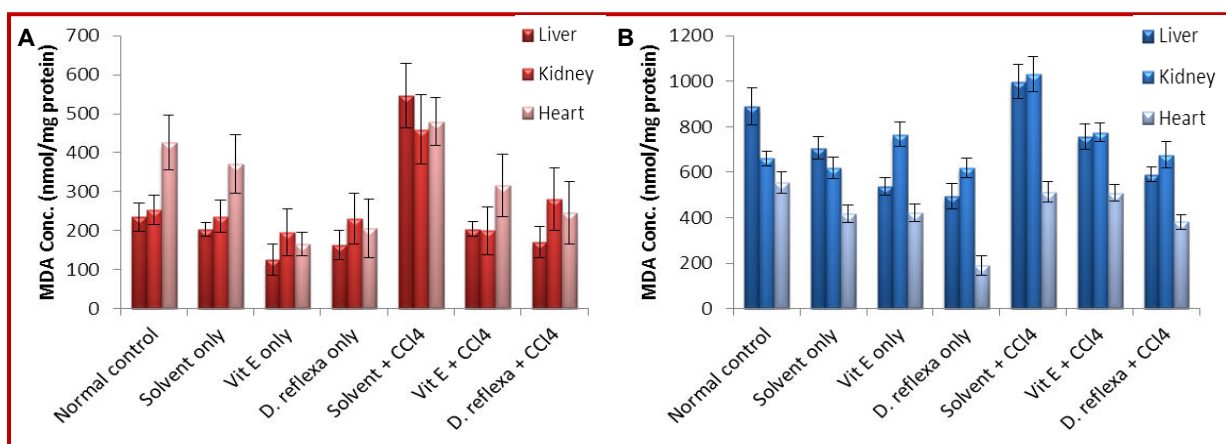 A
MDA Conc. (nmol/mg protein)
700
600
500
400
300
200
100
0
Liver
Kidney
Heart
Normal control
Solvent only
Vit E only
D. reflexa only
Solvent + CCl4
Vit E + CCl4
D. reflexa + CCl4
B
MDA Conc. (nmol/mg protein)
1200
1000
800
600
400
200
0
Liver
Kidney
Heart
Normal control
Solvent only
Vit E only
D. reflexa only
Solvent + CCl4
Vit E + CCl4
D. reflexa + CCl4